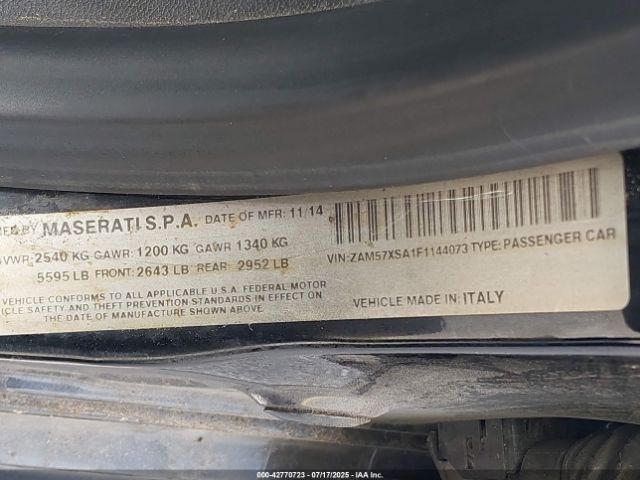 BY MASERATI S.P.A. DATE OF MFR: 11/14
GVWR: 2540 KG GAWR: 1200 KG GAWR 1340 KG
5595 LB FRONT: 2643 LB REAR: 2952 LB
VEHICLE CONFORMS TO ALL APPLICABLE U.S.A. FEDERAL MOTOR
VEHICLE SAFETY AND THEFT PREVENTION STANDARDS IN EFFECT ON
THE DATE OF MANUFACTURE SHOWN ABOVE.
VIN: ZAM57XSA1F1144073 TYPE: PASSENGER CAR
VEHICLE MADE IN: ITALY
000-42770723 | 07/17/2025 | IAA Inc.